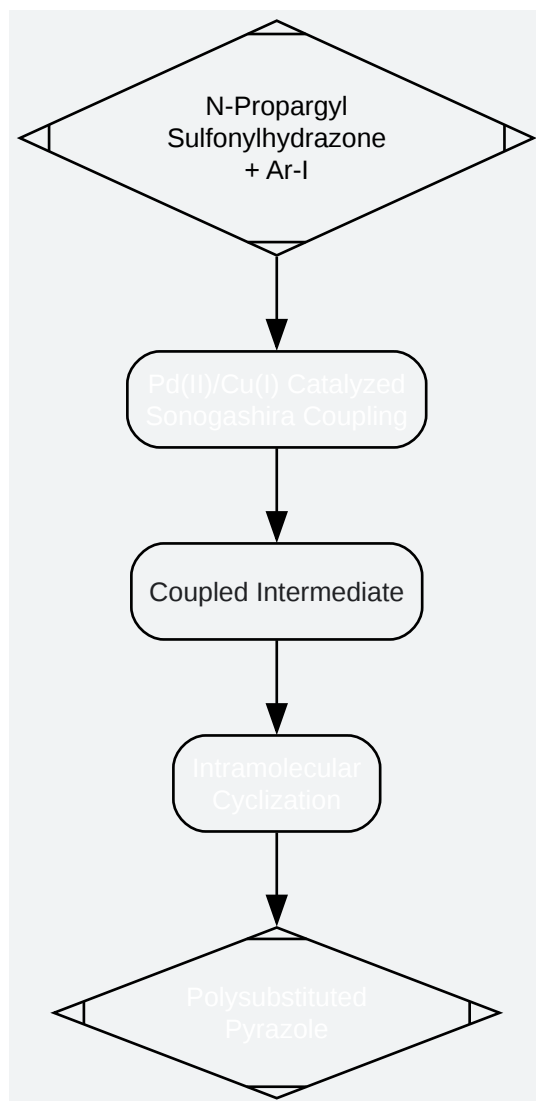 N-Propargyl
Sulfonylhydrazone
+ Ar-I
Pd(II)/Cu(I) Catalyzed
Sonogashira Coupling
Coupled Intermediate
Intramolecular
Cyclization
Polysubstituted
Pyrazole